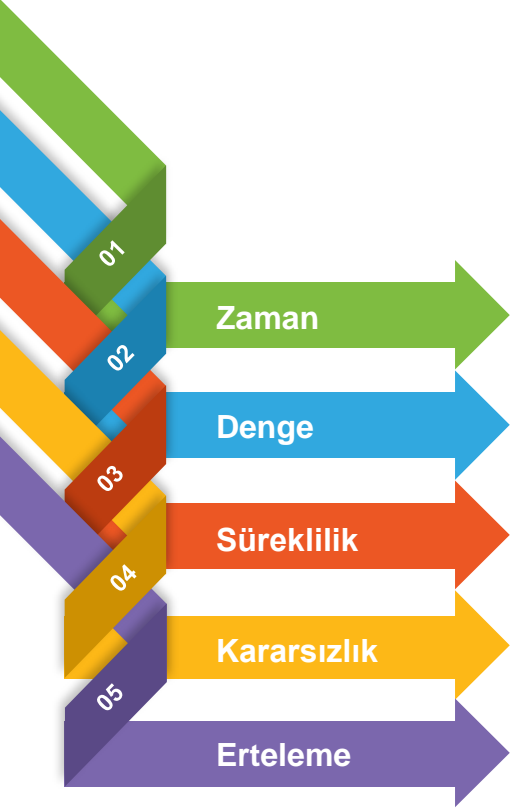 01
Zaman
02
Denge
03
Süreklilik
04
Kararsızlık
05
Erteleme